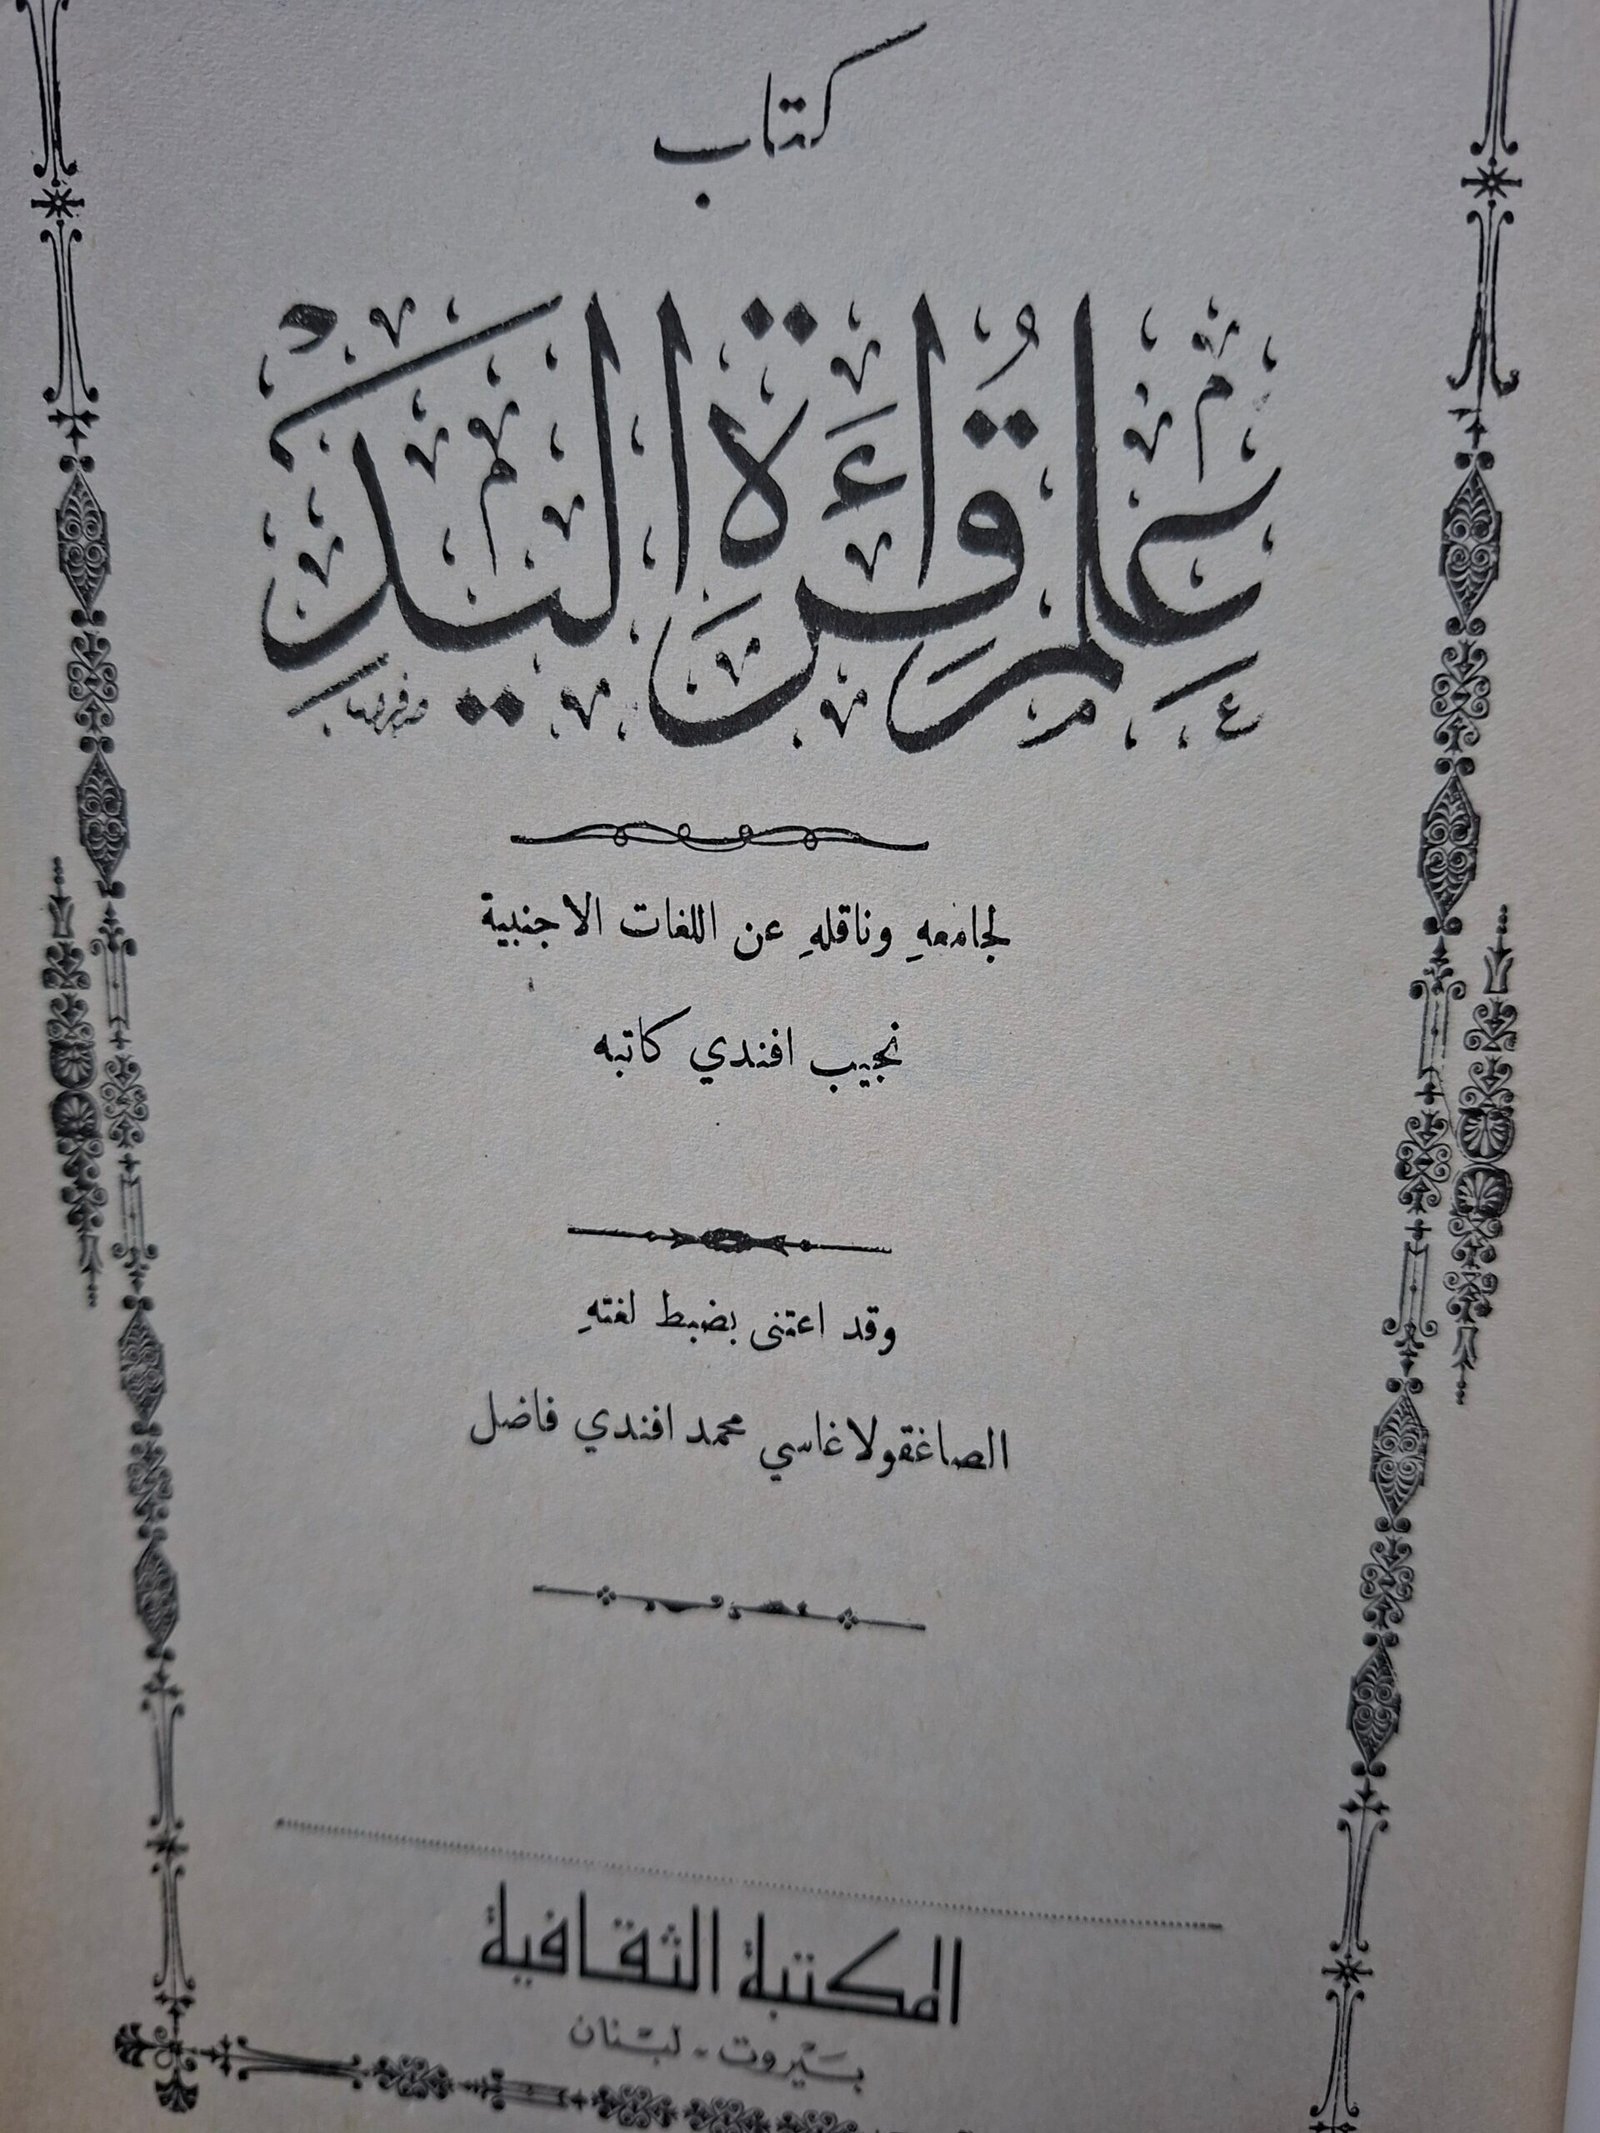 كتاب
علم قراءة اليد
لجامعهِ وناقلهِ عن اللغات الاجنبية
نجيب افندي كاتبه
وقد اعتنى بضبط لغتهِ
الصاغقولاغاسي محمد افندي فاضل
المكتبة الثقافية
بيروت - لبنان